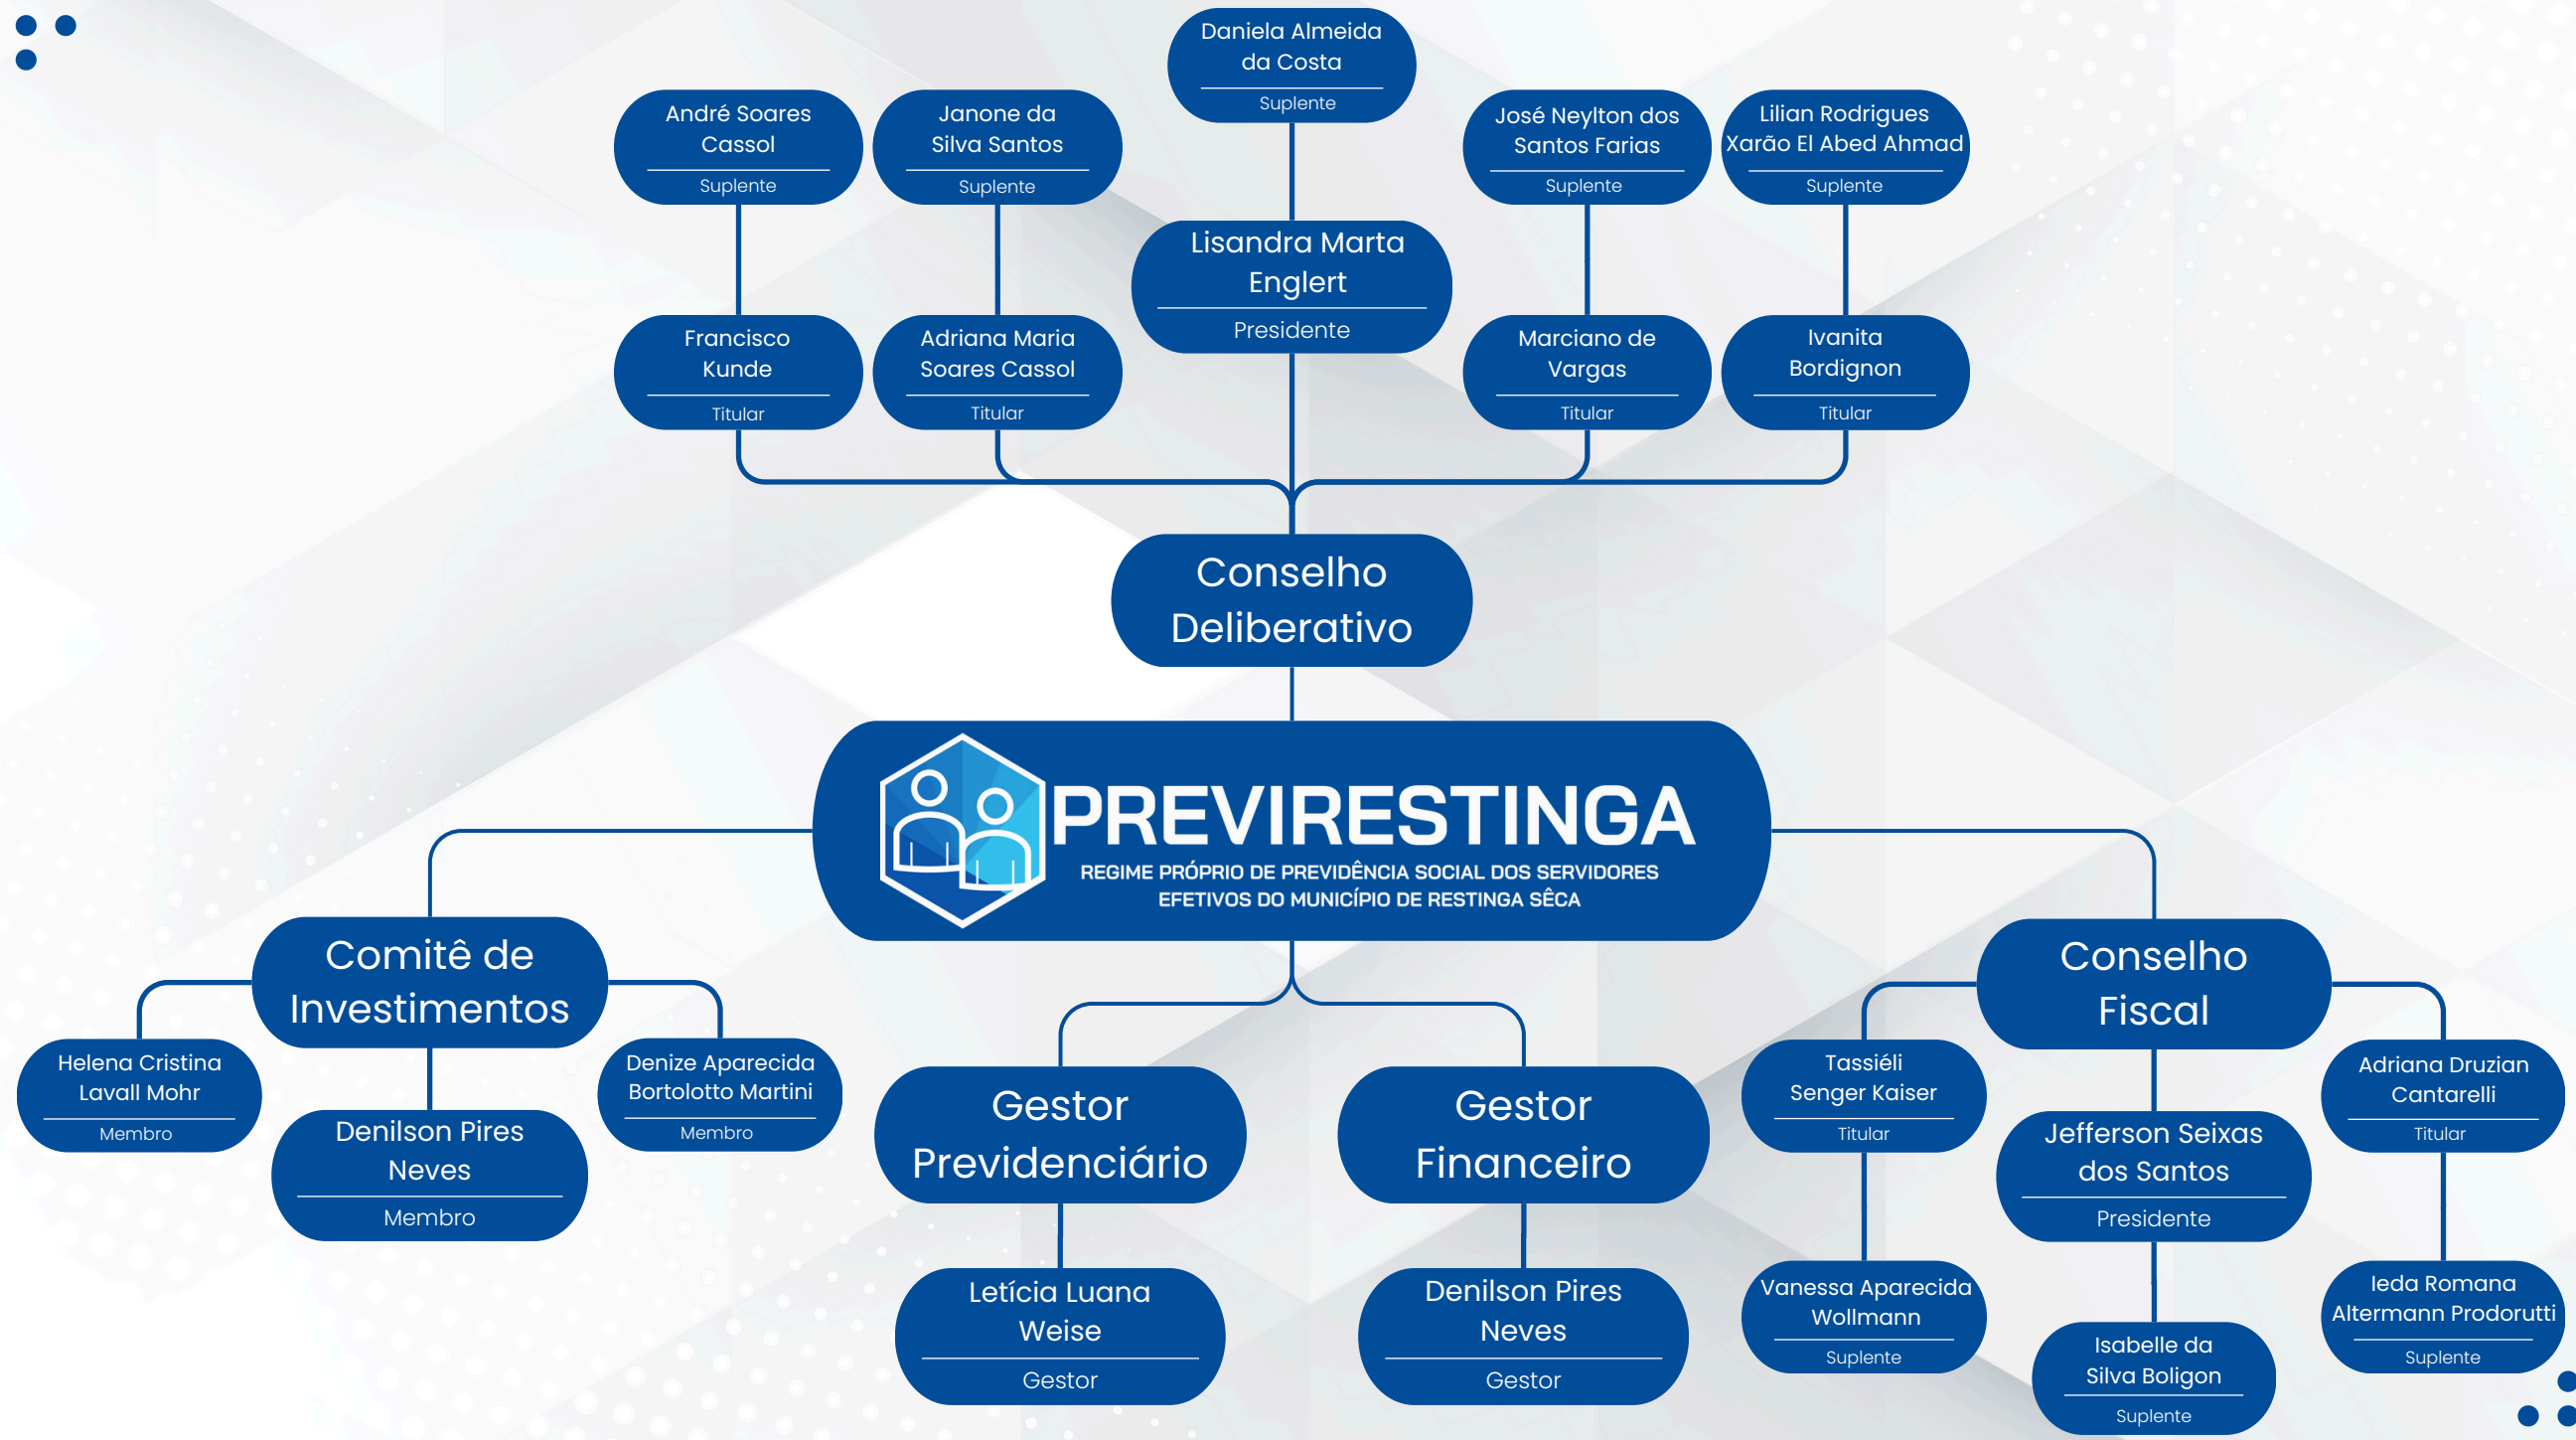 Daniela Almeida
da Costa
Suplente
André Soares
Cassol
Suplente
Janone da
Silva Santos
Suplente
José Neylton dos
Santos Farias
Suplente
Lilian Rodrigues
Xarão El Abed Ahmad
Suplente
Lisandra Marta
Englert
Presidente
Francisco
Kunde
Titular
Adriana Maria
Soares Cassol
Titular
Marciano de
Vargas
Titular
Ivanita
Bordignon
Titular
Conselho
Deliberativo
PREVIRESTINGA
REGIME PRÓPRIO DE PREVIDÊNCIA SOCIAL DOS SERVIDORES
EFETIVOS DO MUNICÍPIO DE RESTINGA SÊCA
Comitê de
Investimentos
Helena Cristina
Lavall Mohr
Membro
Denilson Pires
Neves
Membro
Denize Aparecida
Bortolotto Martini
Membro
Gestor
Previdenciário
Letícia Luana
Weise
Gestor
Gestor
Financeiro
Denilson Pires
Neves
Gestor
Conselho
Fiscal
Tassiéli
Senger Kaiser
Titular
Vanessa Aparecida
Wollmann
Suplente
Jefferson Seixas
dos Santos
Presidente
Isabelle da
Silva Boligon
Suplente
Adriana Druzian
Cantarelli
Titular
Ieda Romana
Altermann Prodorutti
Suplente